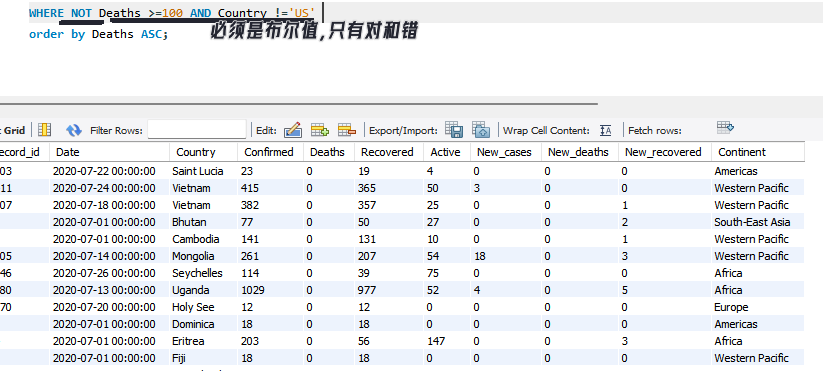 WHERE NOT Deaths >=100 AND Country !='US'
必须是布尔值,只有对和错
order by Deaths ASC;
Grid Filter Rows: Edit: Export/Import: Wrap Cell Content: Fetch rows:
ecord_id Date Country Confirmed Deaths Recovered Active New_cases New_deaths New_recovered Continent
03 2020-07-22 00:00:00 Saint Lucia 23 0 19 4 0 0 0 Americas
11 2020-07-24 00:00:00 Vietnam 415 0 365 50 3 0 0 Western Pacific
07 2020-07-18 00:00:00 Vietnam 382 0 357 25 0 0 1 Western Pacific
2020-07-01 00:00:00 Bhutan 77 0 50 27 0 0 2 South-East Asia
2020-07-01 00:00:00 Cambodia 141 0 131 10 0 0 1 Western Pacific
05 2020-07-14 00:00:00 Mongolia 261 0 207 54 18 0 3 Western Pacific
46 2020-07-26 00:00:00 Seychelles 114 0 39 75 0 0 0 Africa
80 2020-07-13 00:00:00 Uganda 1029 0 977 52 4 0 5 Africa
70 2020-07-20 00:00:00 Holy See 12 0 12 0 0 0 0 Europe
2020-07-01 00:00:00 Dominica 18 0 18 0 0 0 0 Americas
2020-07-01 00:00:00 Eritrea 203 0 56 147 0 0 3 Africa
2020-07-01 00:00:00 Fiji 18 0 18 0 0 0 0 Western Pacific